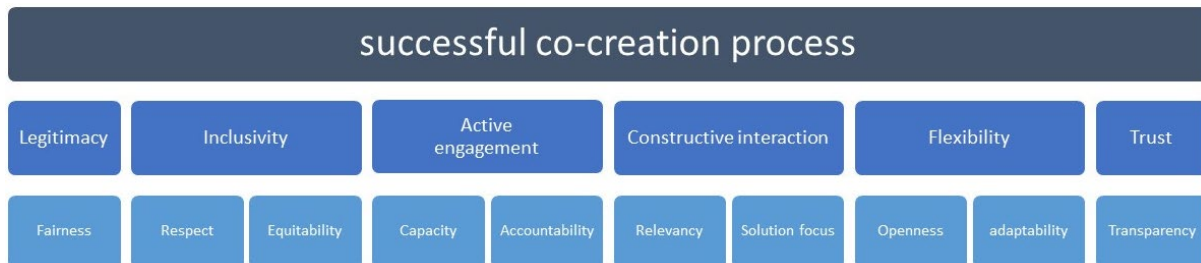 successful co-creation process
Legitimacy
Inclusivity
Active
engagement
Constructive interaction
Flexibility
Trust
Fairness
Respect
Equitability
Capacity
Accountability
Relevancy
Solution focus
Openness
adaptability
Transparency